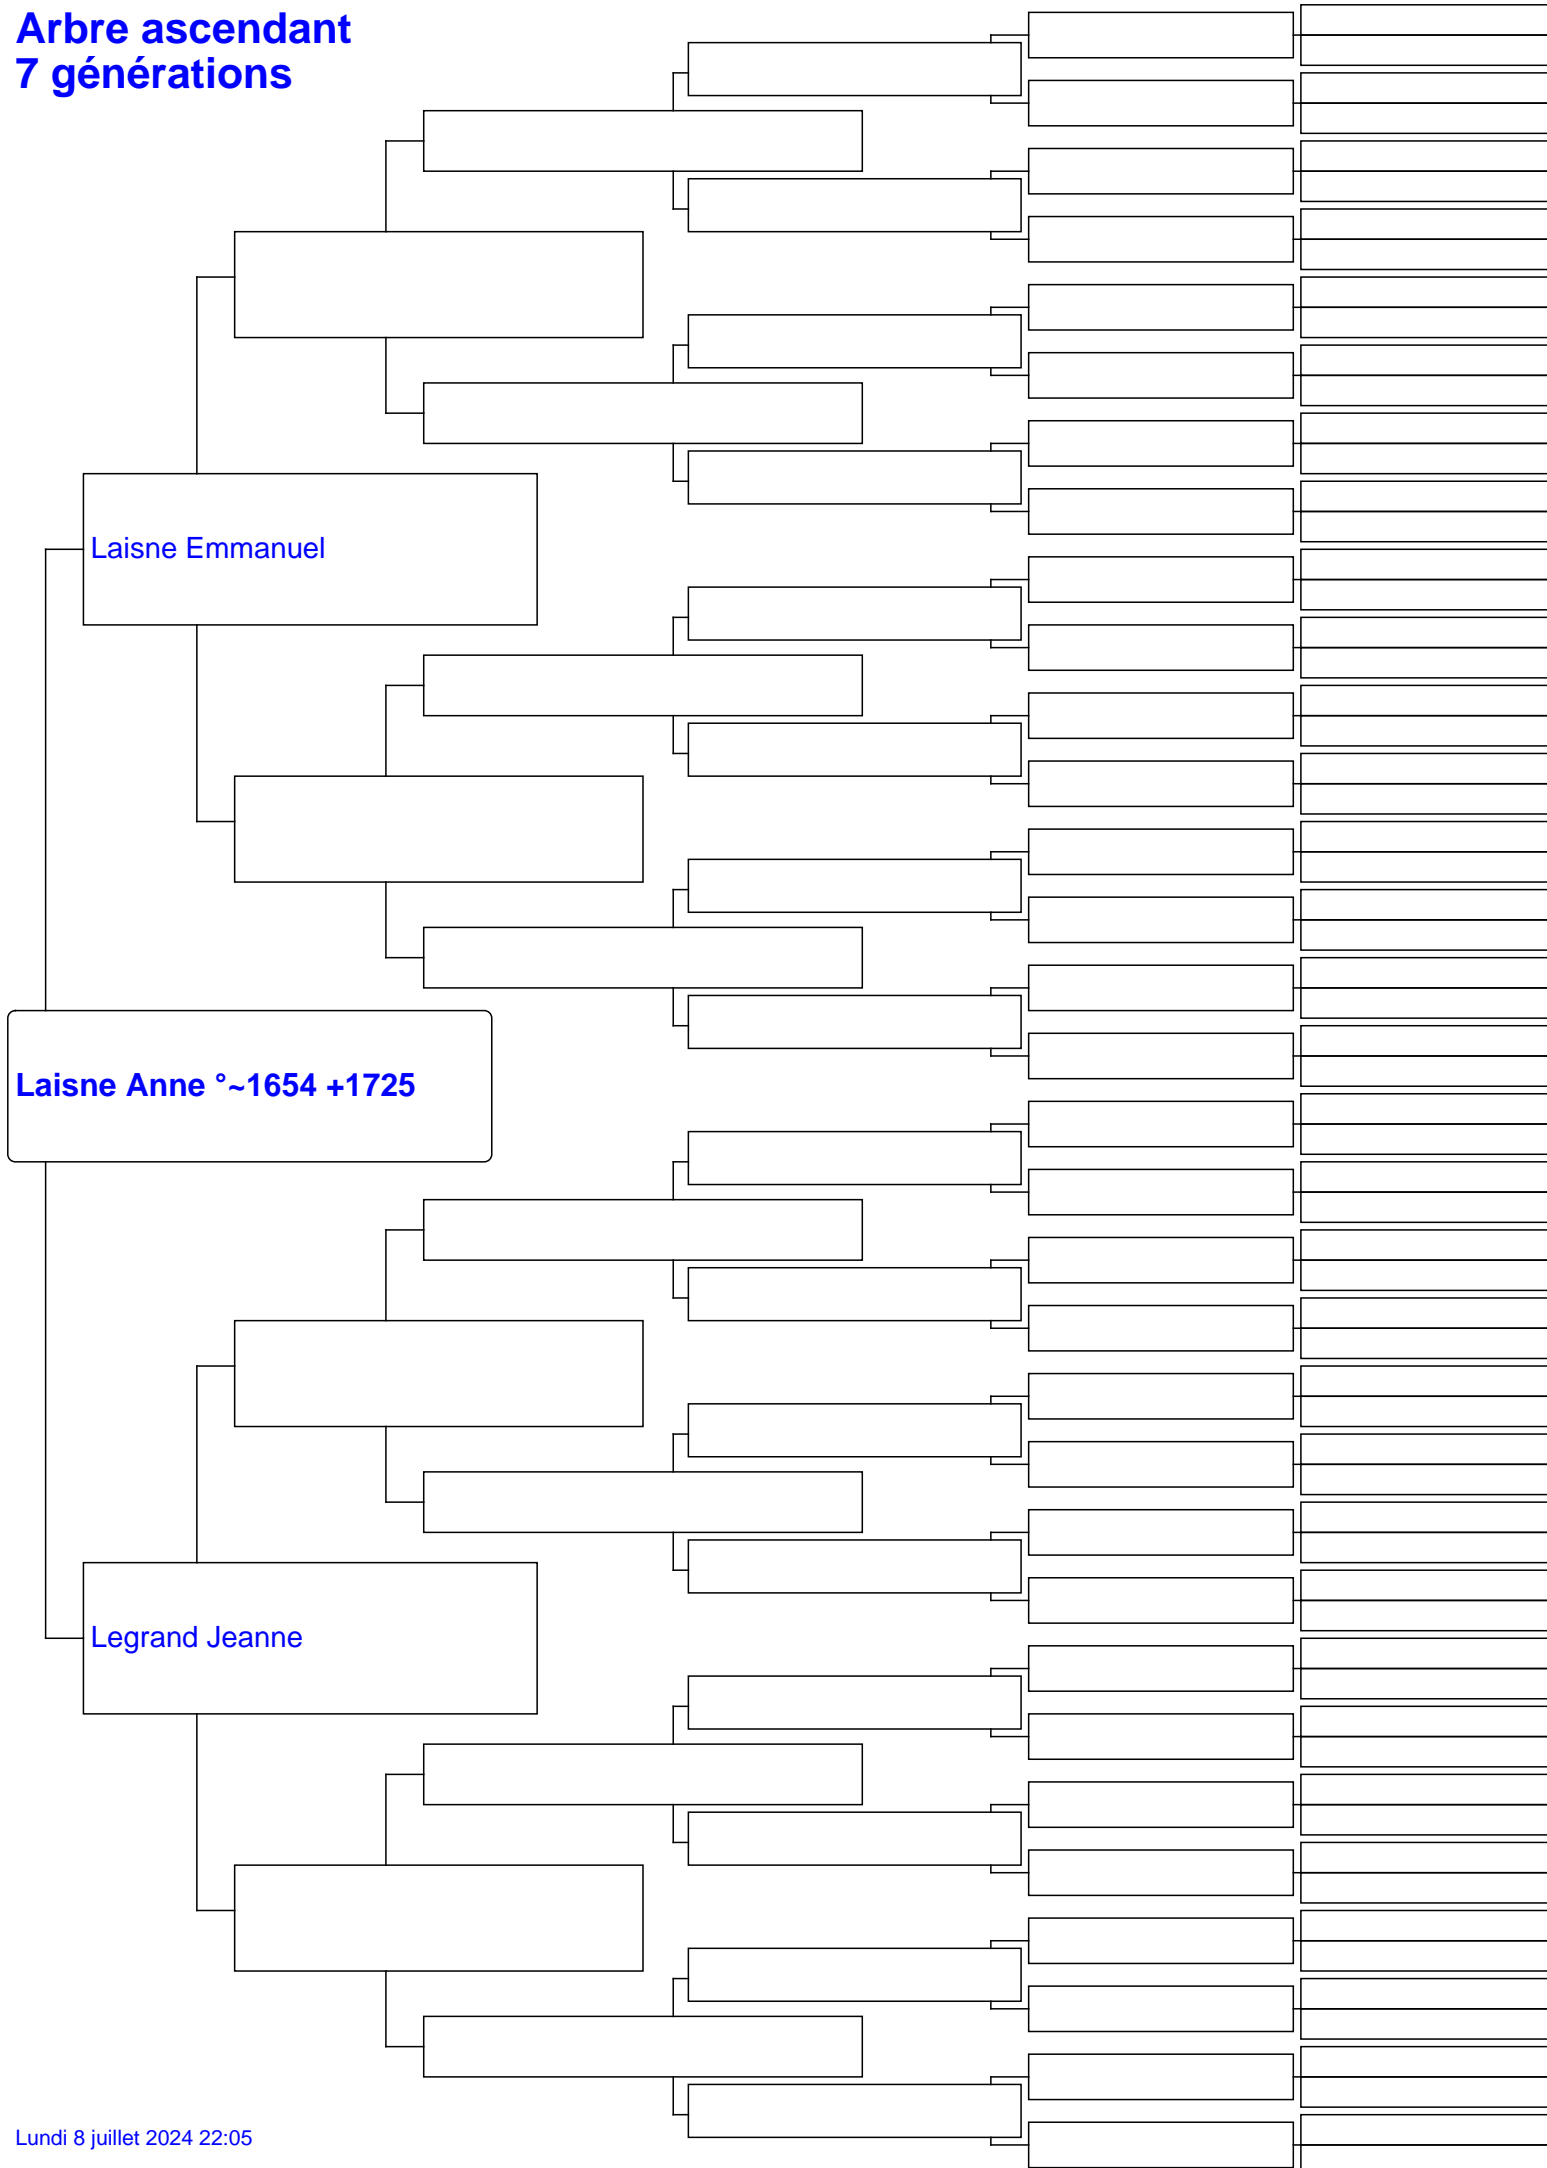 Arbre ascendant
7 générations
Laisne Emmanuel
Laisne Anne °~1654 +1725
Legrand Jeanne
Lundi 8 juillet 2024 22:05